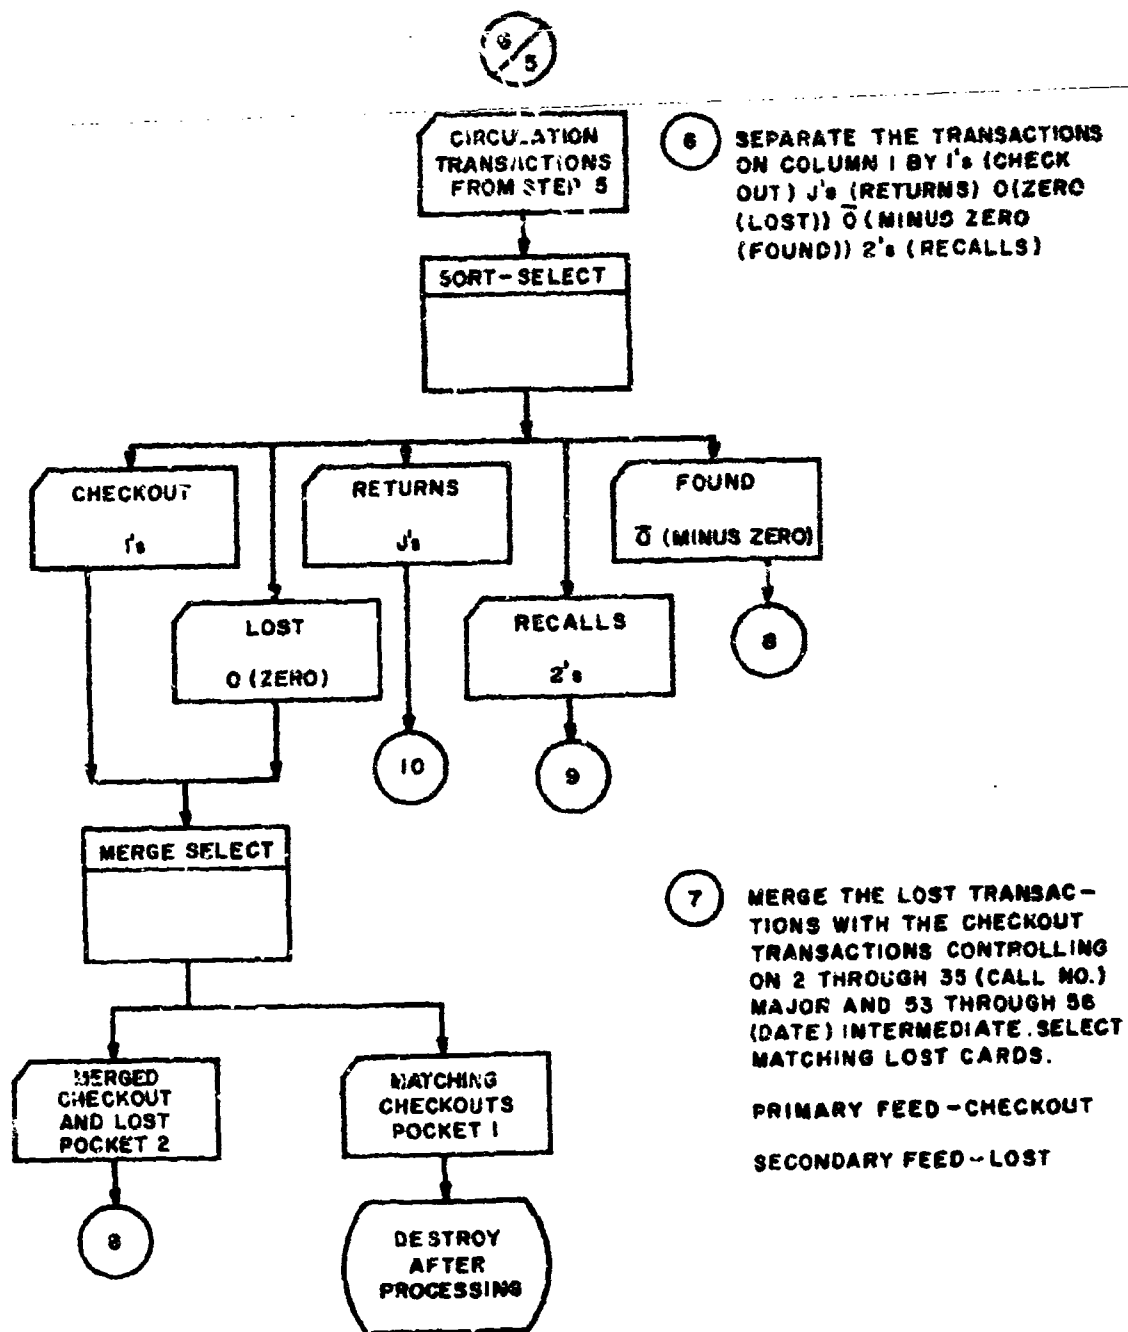 6/5
CIRCULATION
TRANSACTIONS
FROM STEP 5
6 SEPARATE THE TRANSACTIONS
ON COLUMN 1 BY 1's (CHECK
OUT) J's (RETURNS) 0(ZERO
(LOST)) 0̄ (MINUS ZERO
(FOUND)) 2's (RECALLS)
SORT-SELECT
CHECKOUT
1's
RETURNS
J's
FOUND
0̄ (MINUS ZERO)
LOST
0 (ZERO)
RECALLS
2's
8
10
9
MERGE SELECT
7 MERGE THE LOST TRANSAC-
TIONS WITH THE CHECKOUT
TRANSACTIONS CONTROLLING
ON 2 THROUGH 35 (CALL NO.)
MAJOR AND 53 THROUGH 56
(DATE) INTERMEDIATE. SELECT
MATCHING LOST CARDS.
PRIMARY FEED-CHECKOUT
SECONDARY FEED-LOST
MERGED
CHECKOUT
AND LOST
POCKET 2
MATCHING
CHECKOUTS
POCKET 1
8
DESTROY
AFTER
PROCESSING